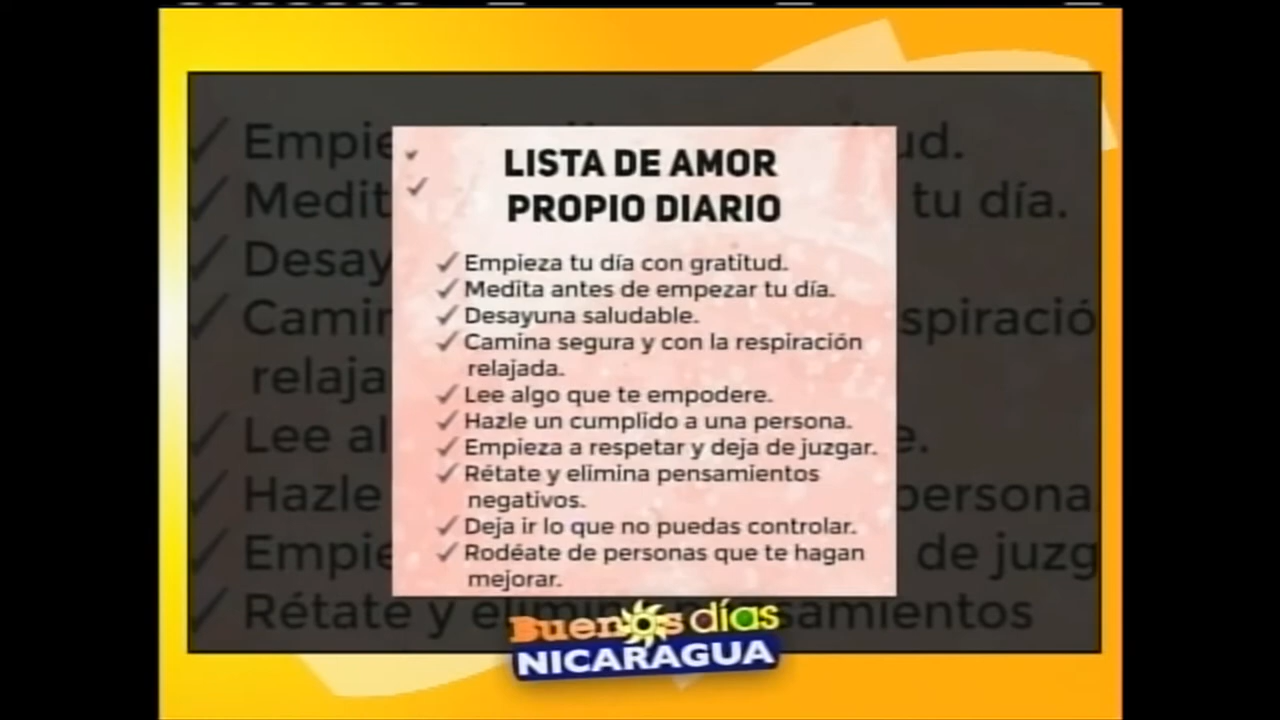 LISTA DE AMOR
PROPIO DIARIO
✓ Empieza tu día con gratitud.
✓ Medita antes de empezar tu día.
✓ Desayuna saludable.
✓ Camina segura y con la respiración
relajada.
✓ Lee algo que te empodere.
✓ Hazle un cumplido a una persona.
✓ Empieza a respetar y deja de juzgar.
✓ Rétate y elimina pensamientos
negativos.
✓ Deja ir lo que no puedas controlar.
✓ Rodéate de personas que te hagan
mejorar.
Buenos días
NICARAGUA